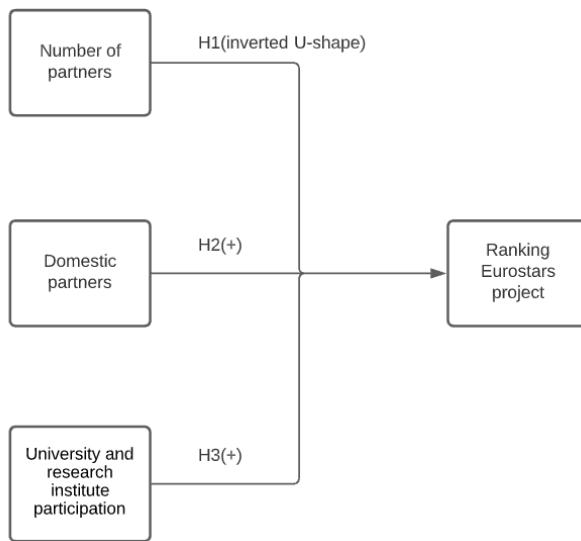 Number of
partners
H1(inverted U-shape)
Domestic
partners
H2(+)
Ranking
Eurostars
project
University and
research
institute
participation
H3(+)